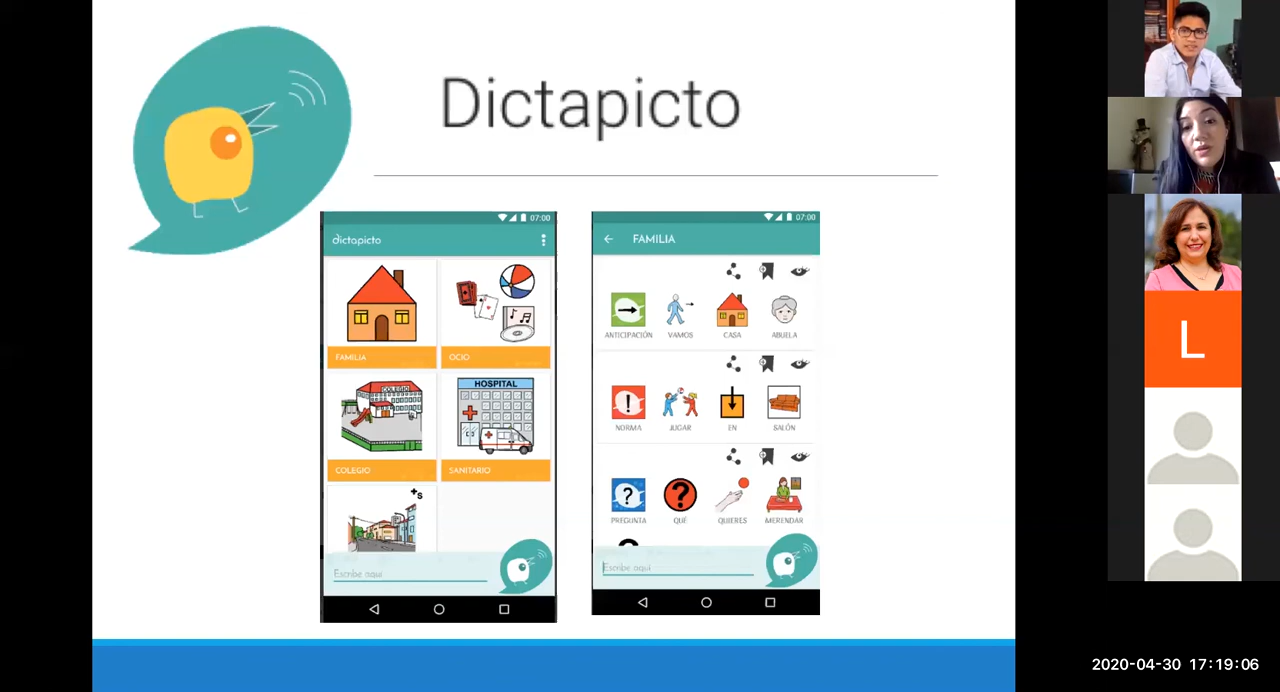 Dictapicto
07:00
dictapicto
FAMILIA
OCIO
COLEGIO
COLEGIO
HOSPITAL
SANITARIO
+s
Escribe aquí
07:00
FAMILIA
ANTICIPACIÓN VAMOS CASA ABUELA
NORMA JUGAR EN SALÓN
PREGUNTA QUÉ QUIERES MERENDAR
Escribe aquí
L
2020-04-30 17:19:06